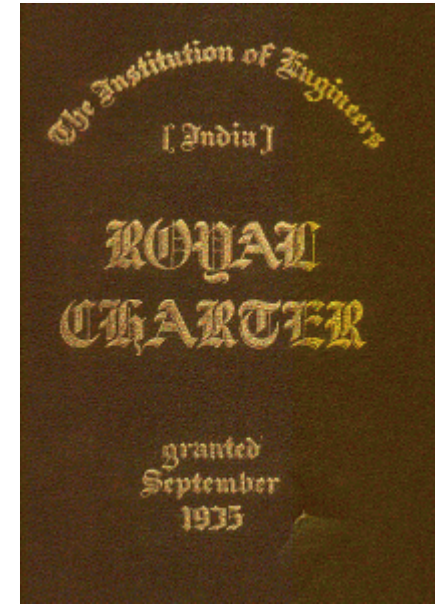 The Institution of Engineers
[ India ]
ROYAL
CHARTER
granted
September
1935